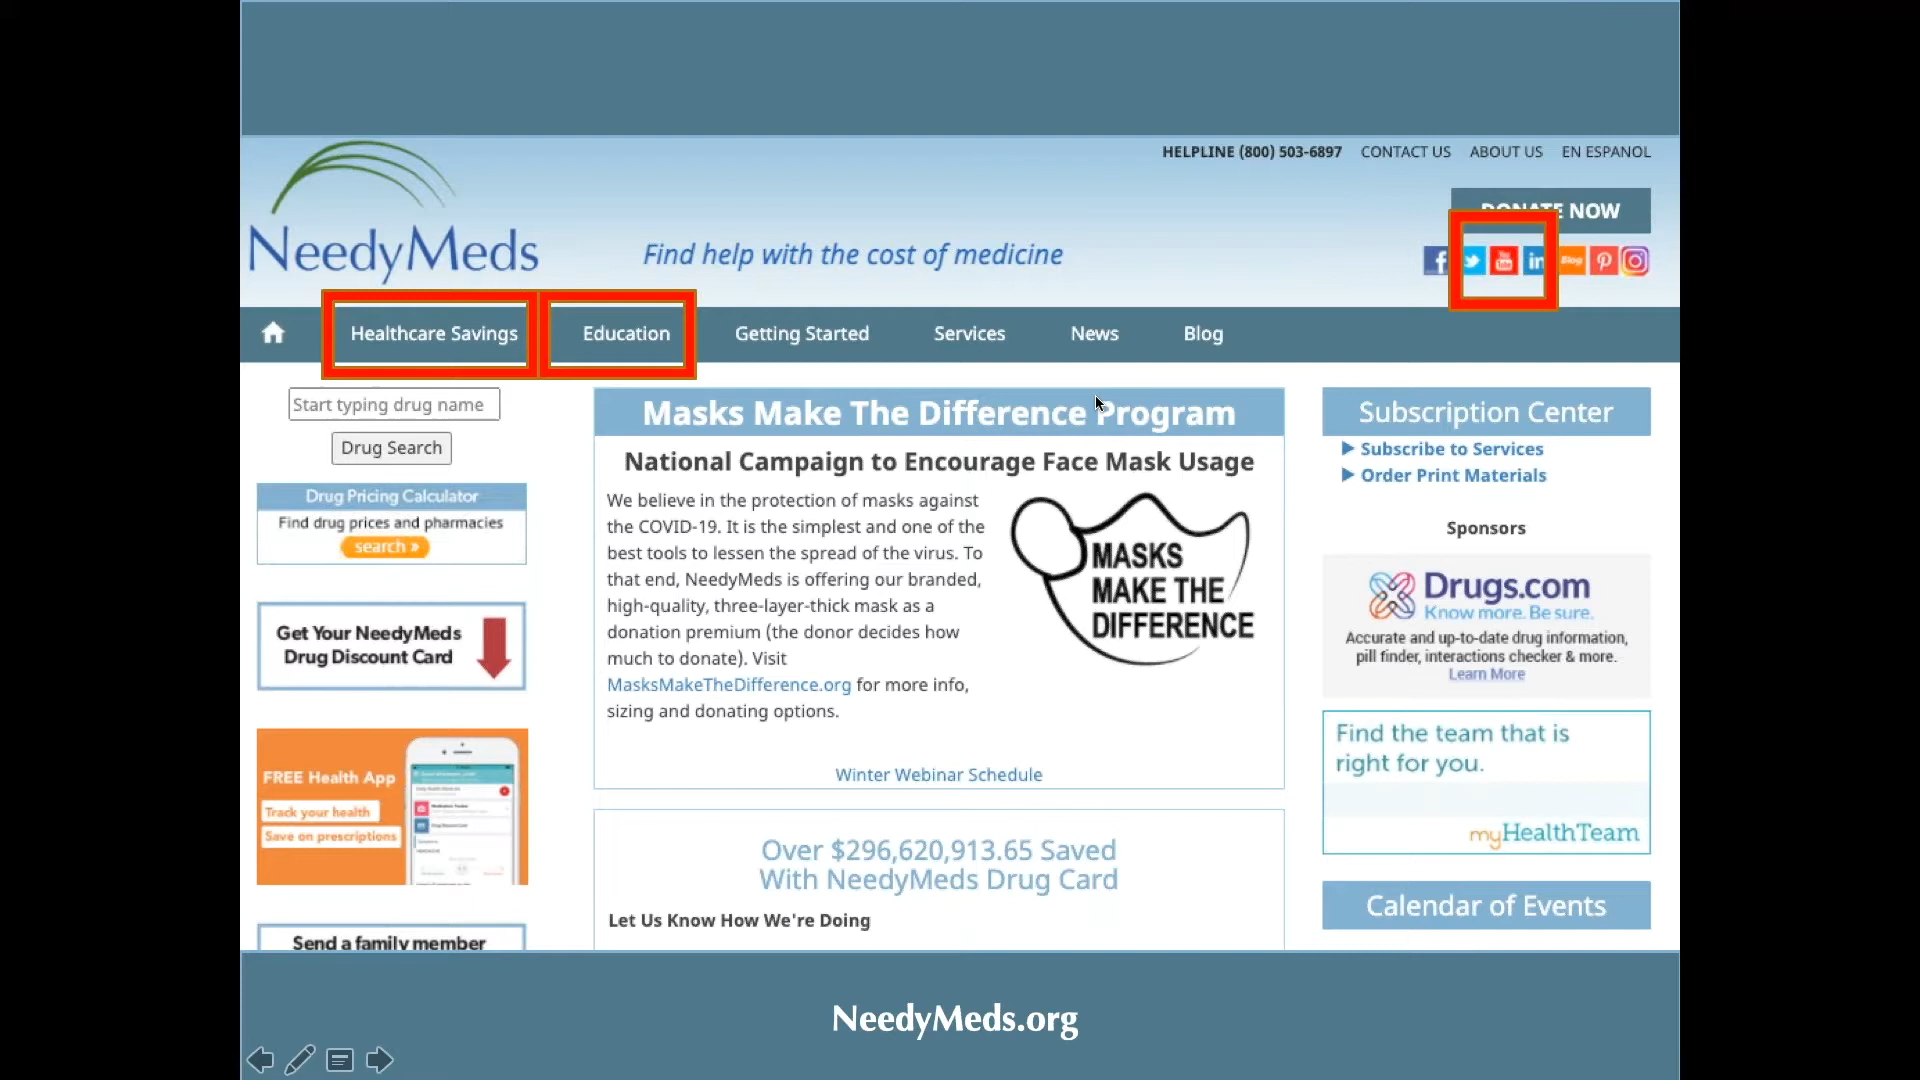 HELPLINE (800) 503-6897 CONTACT US ABOUT US EN ESPANOL
DONATE NOW
NeedyMeds
Find help with the cost of medicine
f You Tube in Blog
Healthcare Savings Education Getting Started Services News Blog
Start typing drug name
Drug Search
Drug Pricing Calculator
Find drug prices and pharmacies
search »
Get Your NeedyMeds
Drug Discount Card
FREE Health App
Track your health
Save on prescriptions
Send a family member
Masks Make The Difference Program
National Campaign to Encourage Face Mask Usage
We believe in the protection of masks against
the COVID-19. It is the simplest and one of the
best tools to lessen the spread of the virus. To
that end, NeedyMeds is offering our branded,
high-quality, three-layer-thick mask as a
donation premium (the donor decides how
much to donate). Visit
MasksMakeTheDifference.org for more info,
sizing and donating options.
MASKS
MAKE THE
DIFFERENCE
Winter Webinar Schedule
Over $296,620,913.65 Saved
With NeedyMeds Drug Card
Let Us Know How We're Doing
Subscription Center
Subscribe to Services
Order Print Materials
Sponsors
Drugs.com
Know more. Be sure.
Accurate and up-to-date drug information,
pill finder, interactions checker & more.
Learn More
Find the team that is
right for you.
myHealthTeam
Calendar of Events
NeedyMeds.org